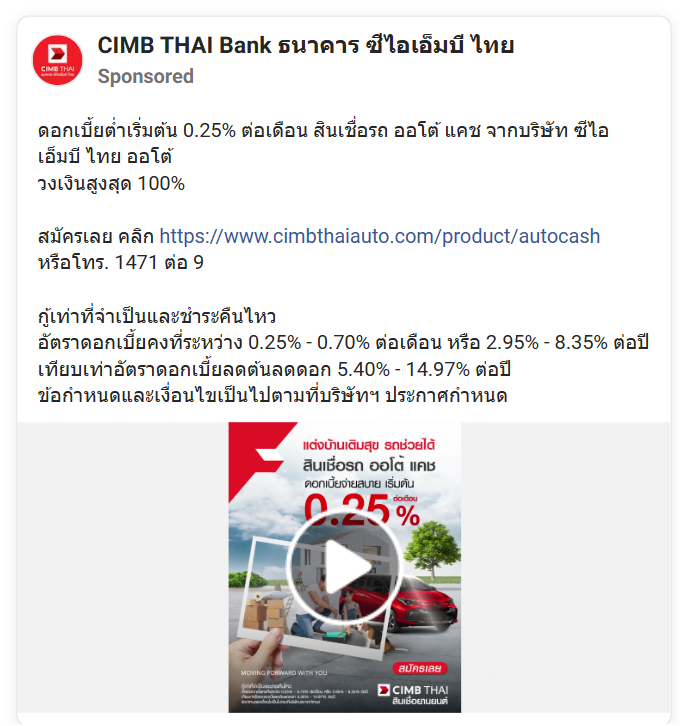 CIMB THAI Bank ธนาคาร ซีไอเอ็มบี ไทย
CIMB THAI
Sponsored
ดอกเบี้ยต่ำเริ่มต้น 0.25% ต่อเดือน สินเชื่อรถ ออโต้ แคช จากบริษัท ซีไอ
เอ็มบี ไทย ออโต้
วงเงินสูงสุด 100%
สมัครเลย คลิก https://www.cimbthaiauto.com/product/autocash
หรือโทร. 1471 ต่อ 9
กู้เท่าที่จำเป็นและชำระคืนไหว
อัตราดอกเบี้ยคงที่ระหว่าง 0.25% - 0.70% ต่อเดือน หรือ 2.95% - 8.35% ต่อปี
เทียบเท่าอัตราดอกเบี้ยลดต้นลดดอก 5.40% - 14.97% ต่อปี
ข้อกำหนดและเงื่อนไขเป็นไปตามที่บริษัทฯ ประกาศกำหนด
แต่งบ้านเติมสุข รถช่วยได้
สินเชื่อรถ ออโต้ แคช
ดอกเบี้ยจ่ายสบาย เริ่มต้น
0.25% ต่อเดือน
สมัครเลย
MOVING FORWARD WITH YOU
CIMB THAI
สินเชื่อยานยนต์